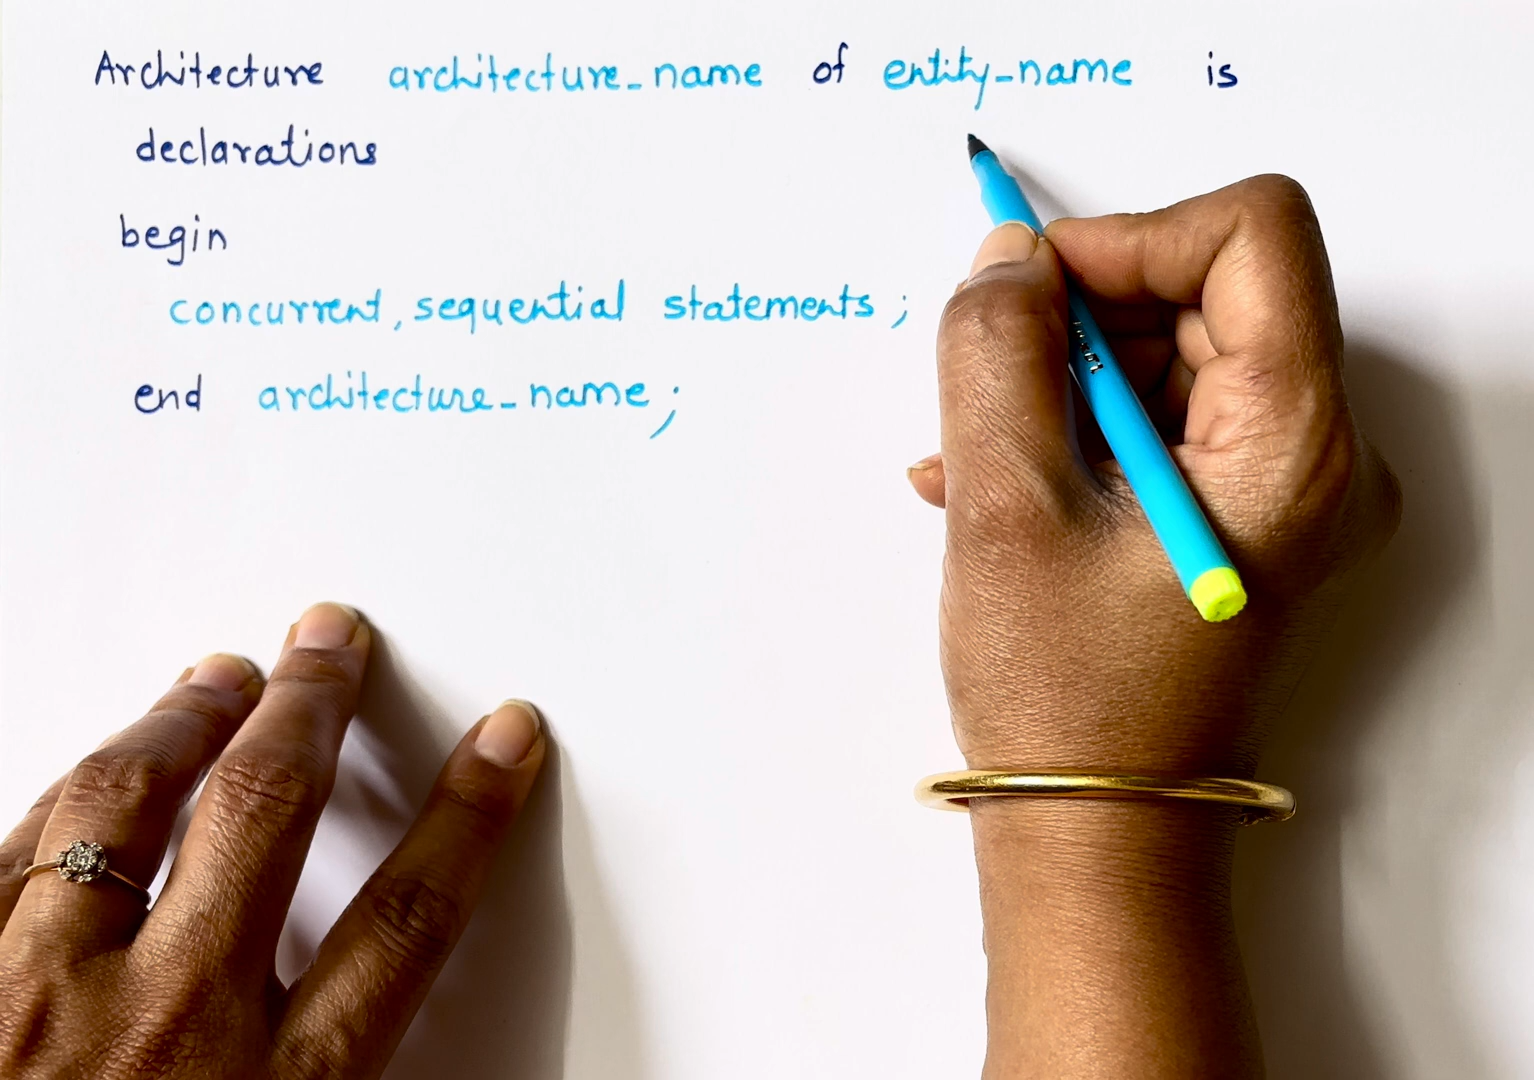 Architecture architecture_name of entity_name is
declarations
begin
concurrent, sequential statements ;
end architecture_name ;